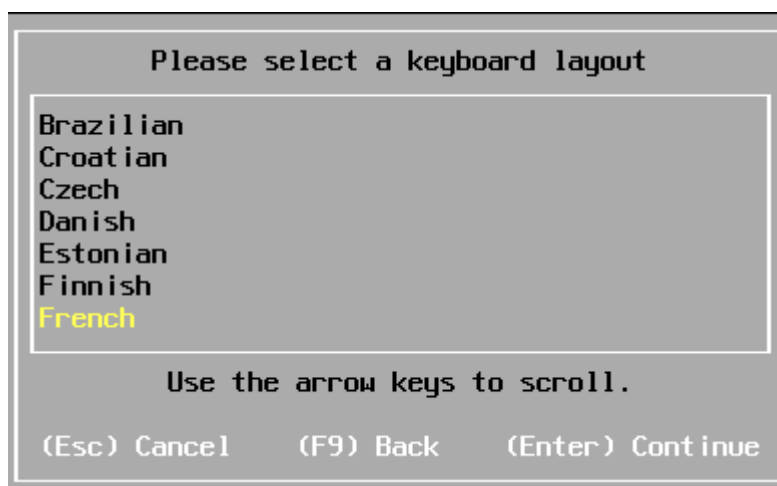 Please select a keyboard layout
Brazilian
Croatian
Czech
Danish
Estonian
Finnish
French
Use the arrow keys to scroll.
(Esc) Cancel (F9) Back (Enter) Continue